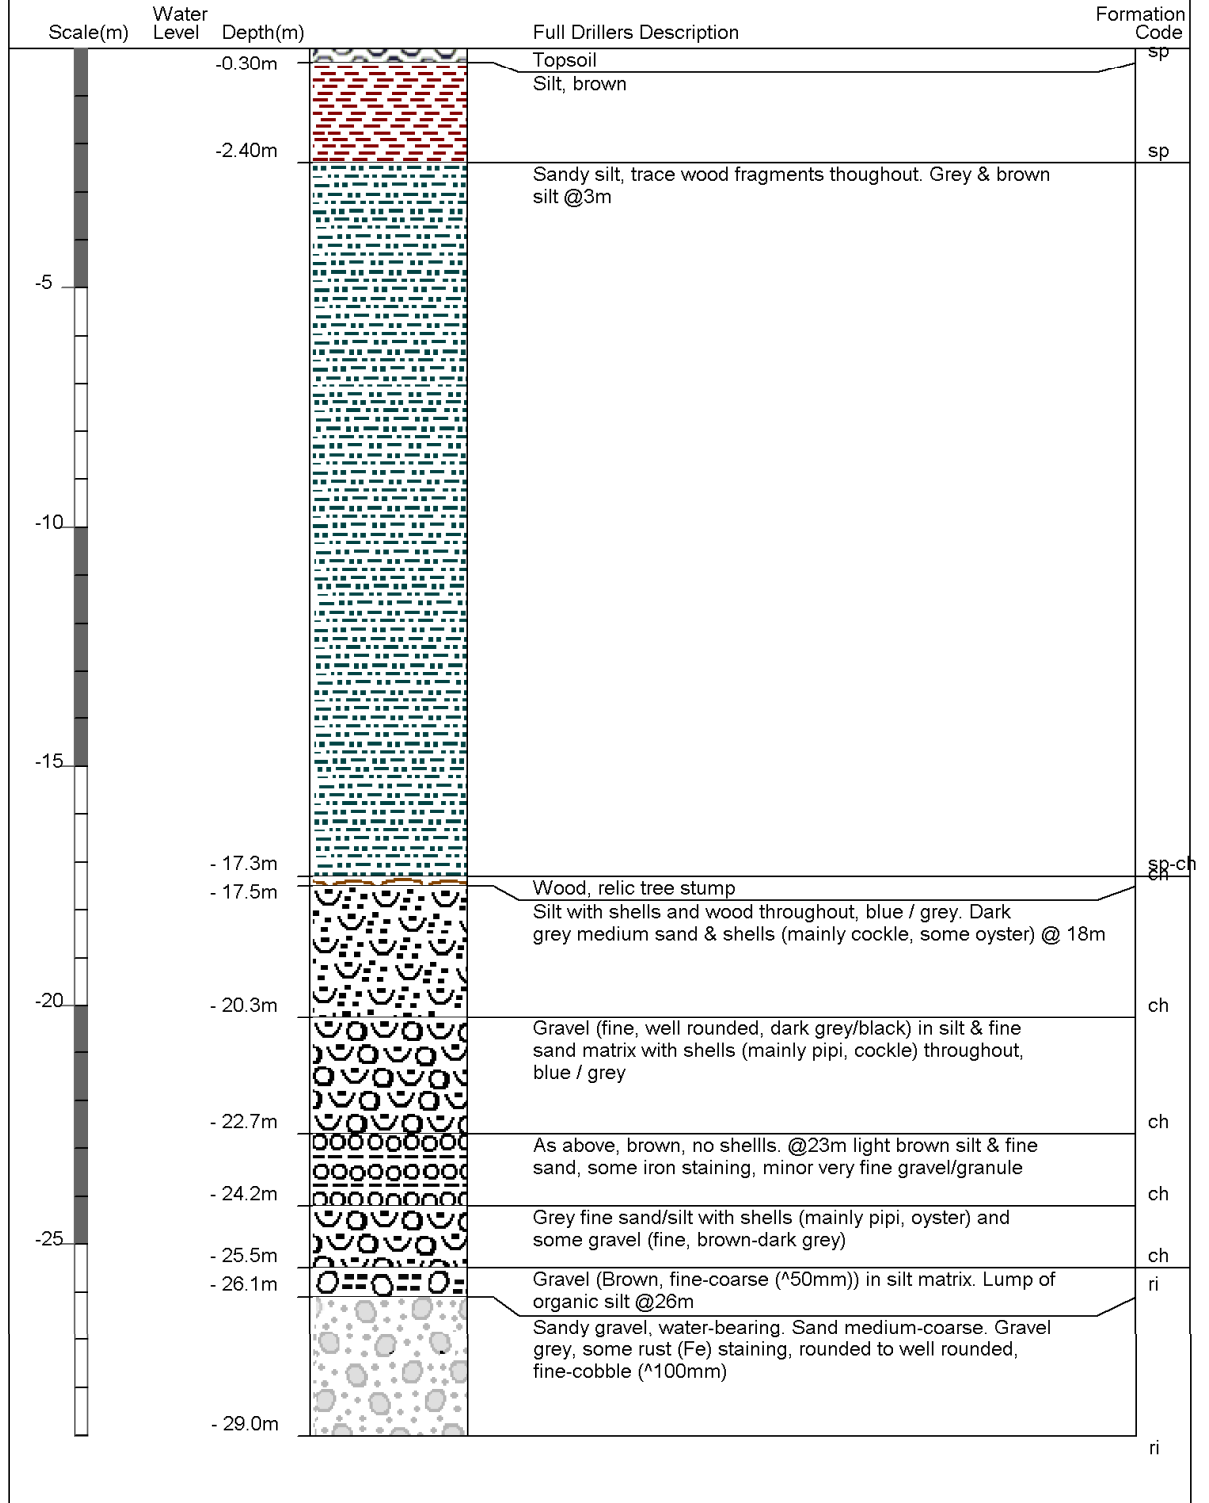 Scale(m) Water Level Depth(m) Full Drillers Description Formation Code
-0.30m Topsoil sp
Silt, brown
-2.40m sp
Sandy silt, trace wood fragments thoughout. Grey & brown
silt @3m
-5
-10
-15
- 17.3m sp-ch
ch
- 17.5m Wood, relic tree stump
Silt with shells and wood throughout, blue / grey. Dark
grey medium sand & shells (mainly cockle, some oyster) @ 18m
-20 - 20.3m ch
Gravel (fine, well rounded, dark grey/black) in silt & fine
sand matrix with shells (mainly pipi, cockle) throughout,
blue / grey
- 22.7m ch
As above, brown, no shellls. @23m light brown silt & fine
sand, some iron staining, minor very fine gravel/granule
- 24.2m ch
Grey fine sand/silt with shells (mainly pipi, oyster) and
-25 some gravel (fine, brown-dark grey)
- 25.5m ch
- 26.1m Gravel (Brown, fine-coarse (^50mm)) in silt matrix. Lump of ri
organic silt @26m
Sandy gravel, water-bearing. Sand medium-coarse. Gravel
grey, some rust (Fe) staining, rounded to well rounded,
fine-cobble (^100mm)
- 29.0m
ri